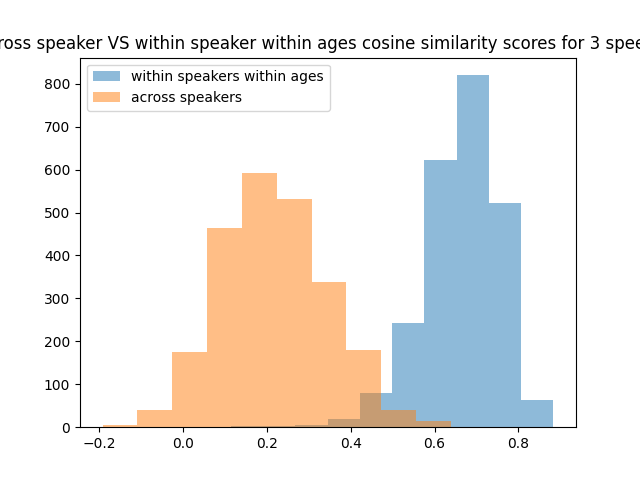 ross speaker VS within speaker within ages cosine similarity scores for 3 spee
within speakers within ages
across speakers
800
700
600
500
400
300
200
100
0
−0.2 0.0 0.2 0.4 0.6 0.8